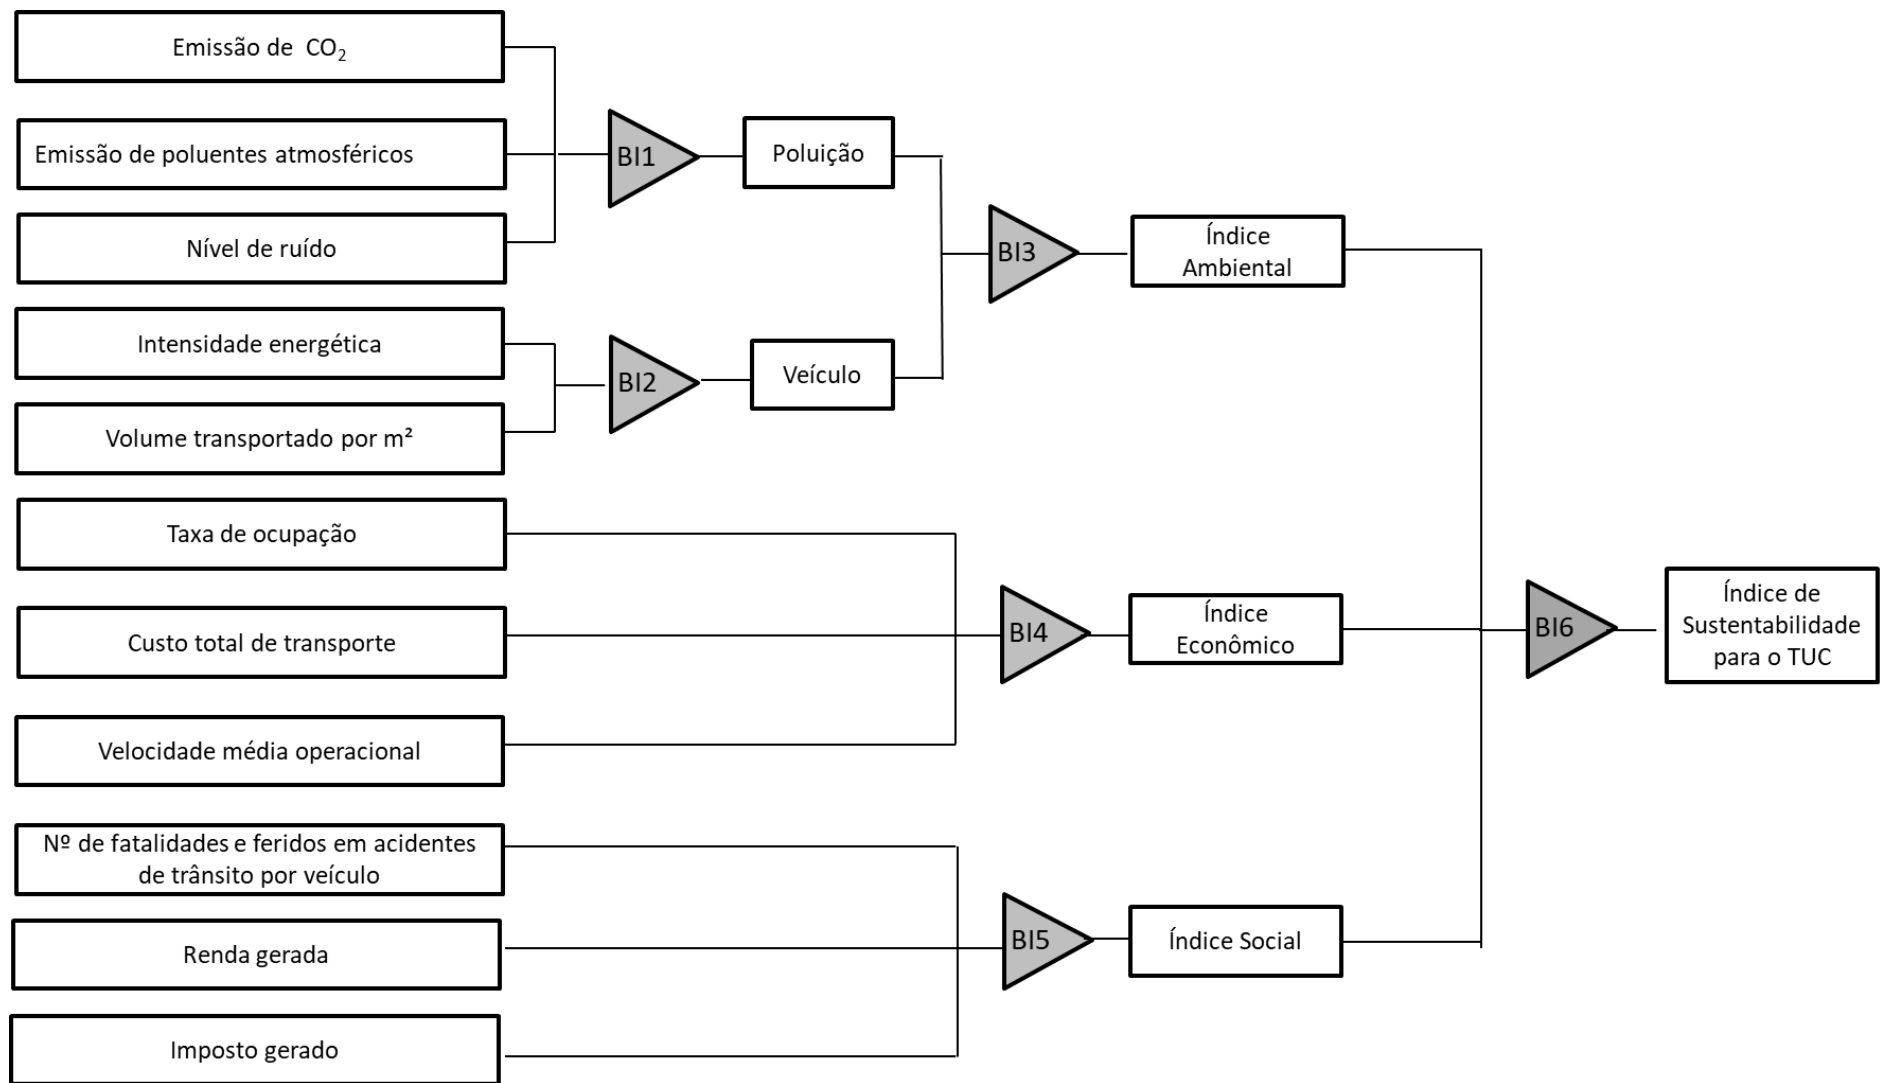 Emissão de CO₂
Emissão de poluentes atmosféricos
BI1
Poluição
Nível de ruído
BI3
Índice
Ambiental
Intensidade energética
BI2
Veículo
Volume transportado por m²
Taxa de ocupação
Custo total de transporte
BI4
Índice
Econômico
BI6
Índice de
Sustentabilidade
para o TUC
Velocidade média operacional
Nº de fatalidades e feridos em acidentes
de trânsito por veículo
Renda gerada
BI5
Índice Social
Imposto gerado